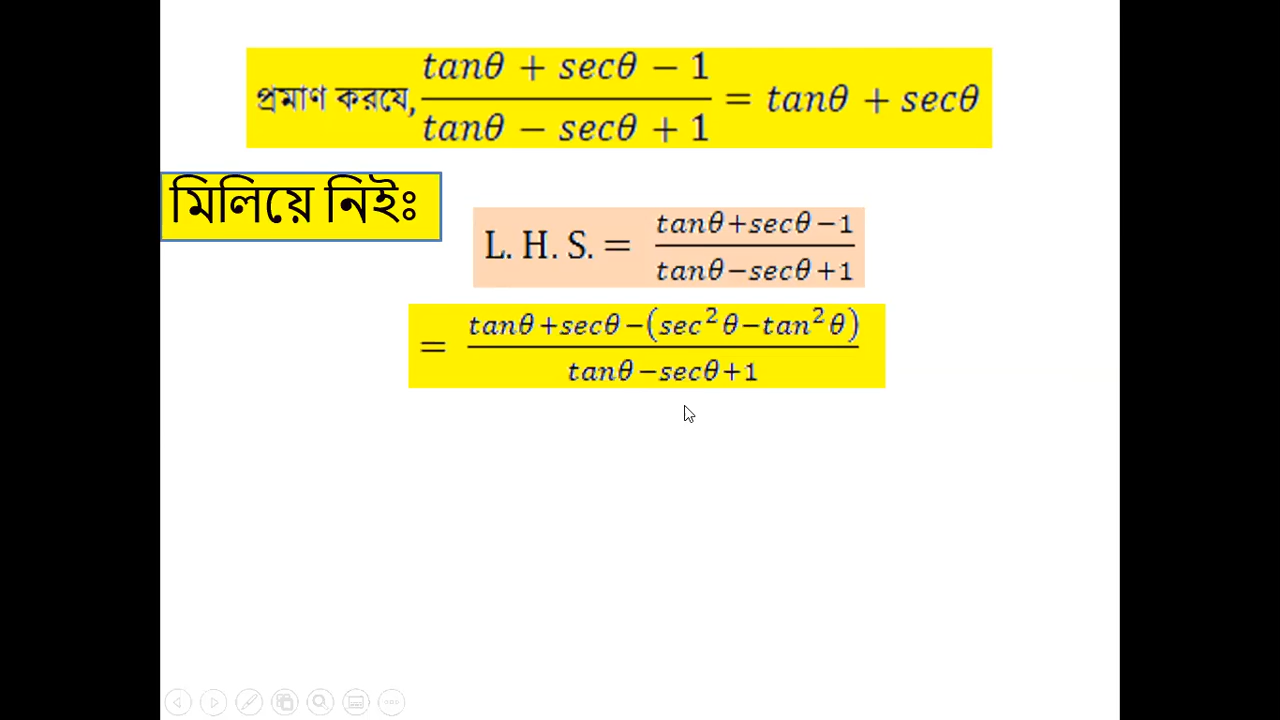 প্রমাণ করযে, (tanθ + secθ − 1)/(tanθ − secθ + 1) = tanθ + secθ
মিলিয়ে নিইঃ
L. H. S. = (tanθ+secθ−1)/(tanθ−secθ+1)
= (tanθ+secθ−(sec²θ−tan²θ))/(tanθ−secθ+1)